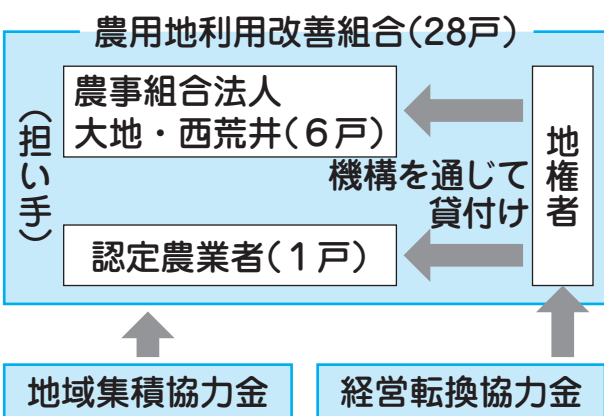 農用地利用改善組合(28戸)
(担い手)
農事組合法人
大地・西荒井(6戸)
機構を通じて
貸付け
地権者
認定農業者(1戸)
地域集積協力金
経営転換協力金